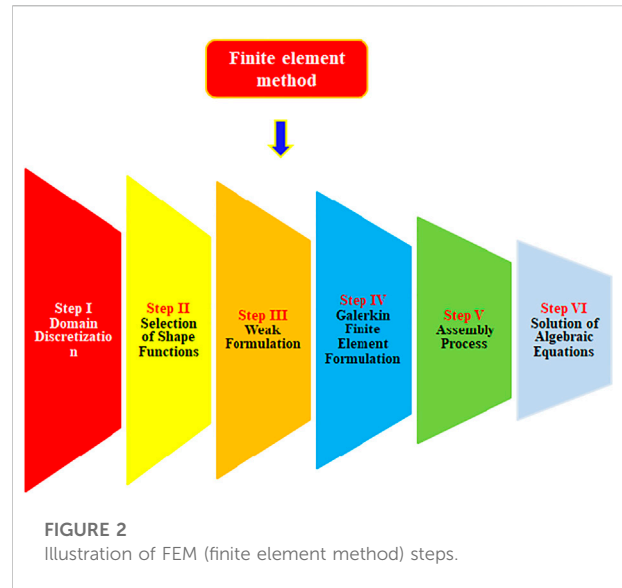 Finite element
method
Step I
Domain
Discretizatio
n
Step II
Selection
of Shape
Functions
Step III
Weak
Formulation
Step IV
Galerkin
Finite
Element
Formulation
Step V
Assembly
Process
Step VI
Solution of
Algebraic
Equations
FIGURE 2
Illustration of FEM (finite element method) steps.